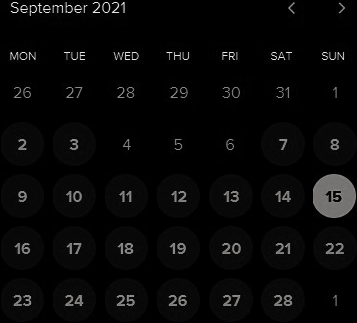 September 2021
MON TUE WED THU FRI SAT SUN
26 27 28 29 30 31 1
2 3 4 5 6 7 8
9 10 11 12 13 14 15
16 17 18 19 20 21 22
23 24 25 26 27 28 1